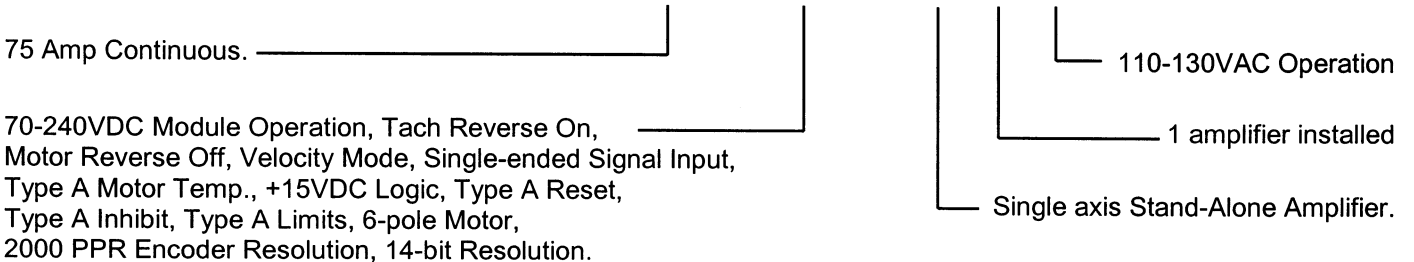 75 Amp Continuous.
110-130VAC Operation
70-240VDC Module Operation, Tach Reverse On,
1 amplifier installed
Motor Reverse Off, Velocity Mode, Single-ended Signal Input,
Type A Motor Temp., +15VDC Logic, Type A Reset,
Single axis Stand-Alone Amplifier.
Type A Inhibit, Type A Limits, 6-pole Motor,
2000 PPR Encoder Resolution, 14-bit Resolution.